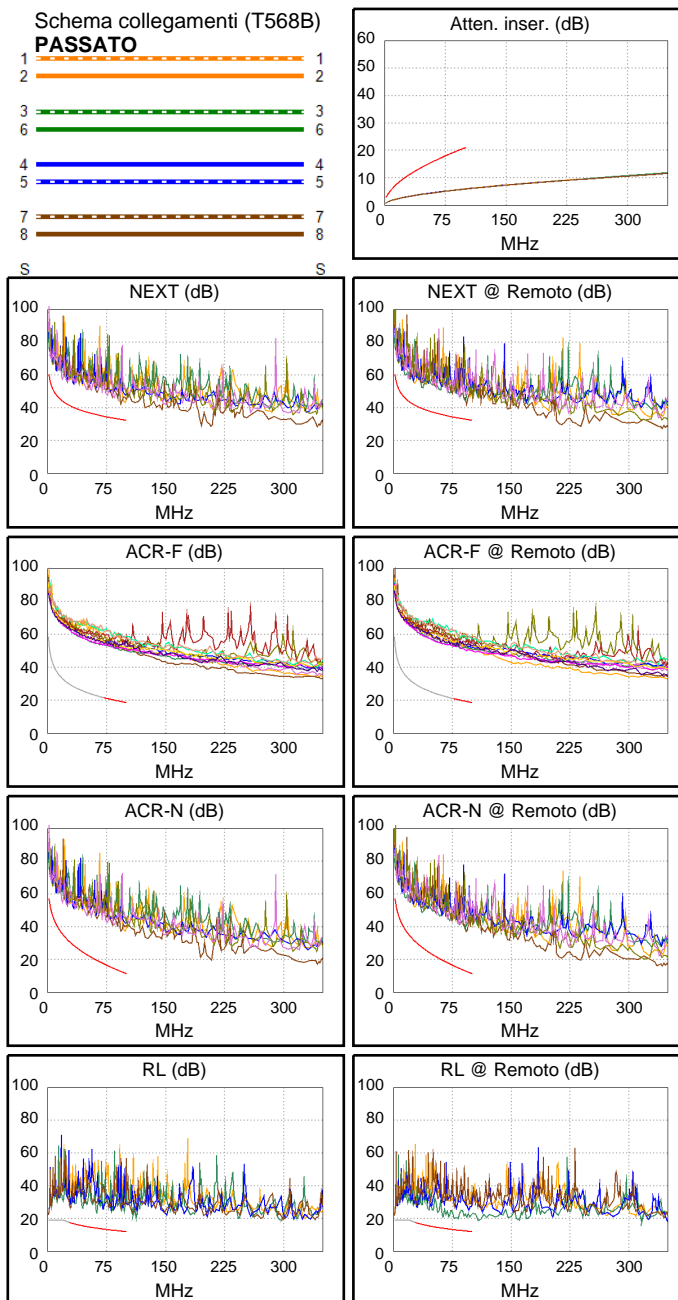 Schema collegamenti (T568B)
PASSATO
1 1
2 2
3 3
6 6
4 4
5 5
7 7
8 8
S S
Atten. inser. (dB)
60
50
40
30
20
10
0
0 75 150 225 300
MHz
NEXT (dB)
100
80
60
40
20
0
0 75 150 225 300
MHz
NEXT @ Remoto (dB)
100
80
60
40
20
0
0 75 150 225 300
MHz
ACR-F (dB)
100
80
60
40
20
0
0 75 150 225 300
MHz
ACR-F @ Remoto (dB)
100
80
60
40
20
0
0 75 150 225 300
MHz
ACR-N (dB)
100
80
60
40
20
0
0 75 150 225 300
MHz
ACR-N @ Remoto (dB)
100
80
60
40
20
0
0 75 150 225 300
MHz
RL (dB)
100
80
60
40
20
0
0 75 150 225 300
MHz
RL @ Remoto (dB)
100
80
60
40
20
0
0 75 150 225 300
MHz